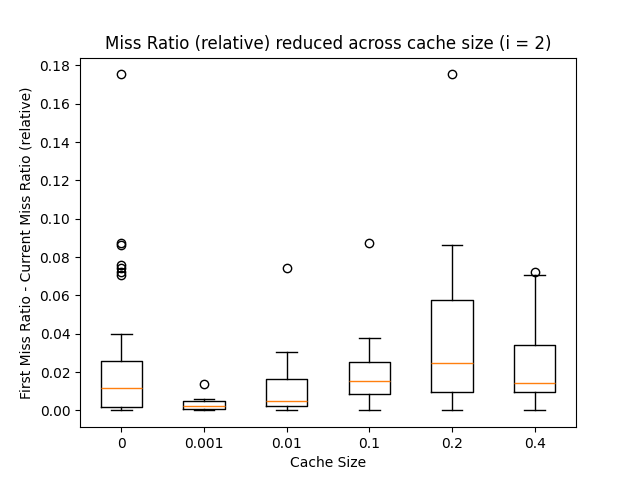 Miss Ratio (relative) reduced across cache size (i = 2)
First Miss Ratio - Current Miss Ratio (relative)
0.18
0.16
0.14
0.12
0.10
0.08
0.06
0.04
0.02
0.00
0 0.001 0.01 0.1 0.2 0.4
Cache Size